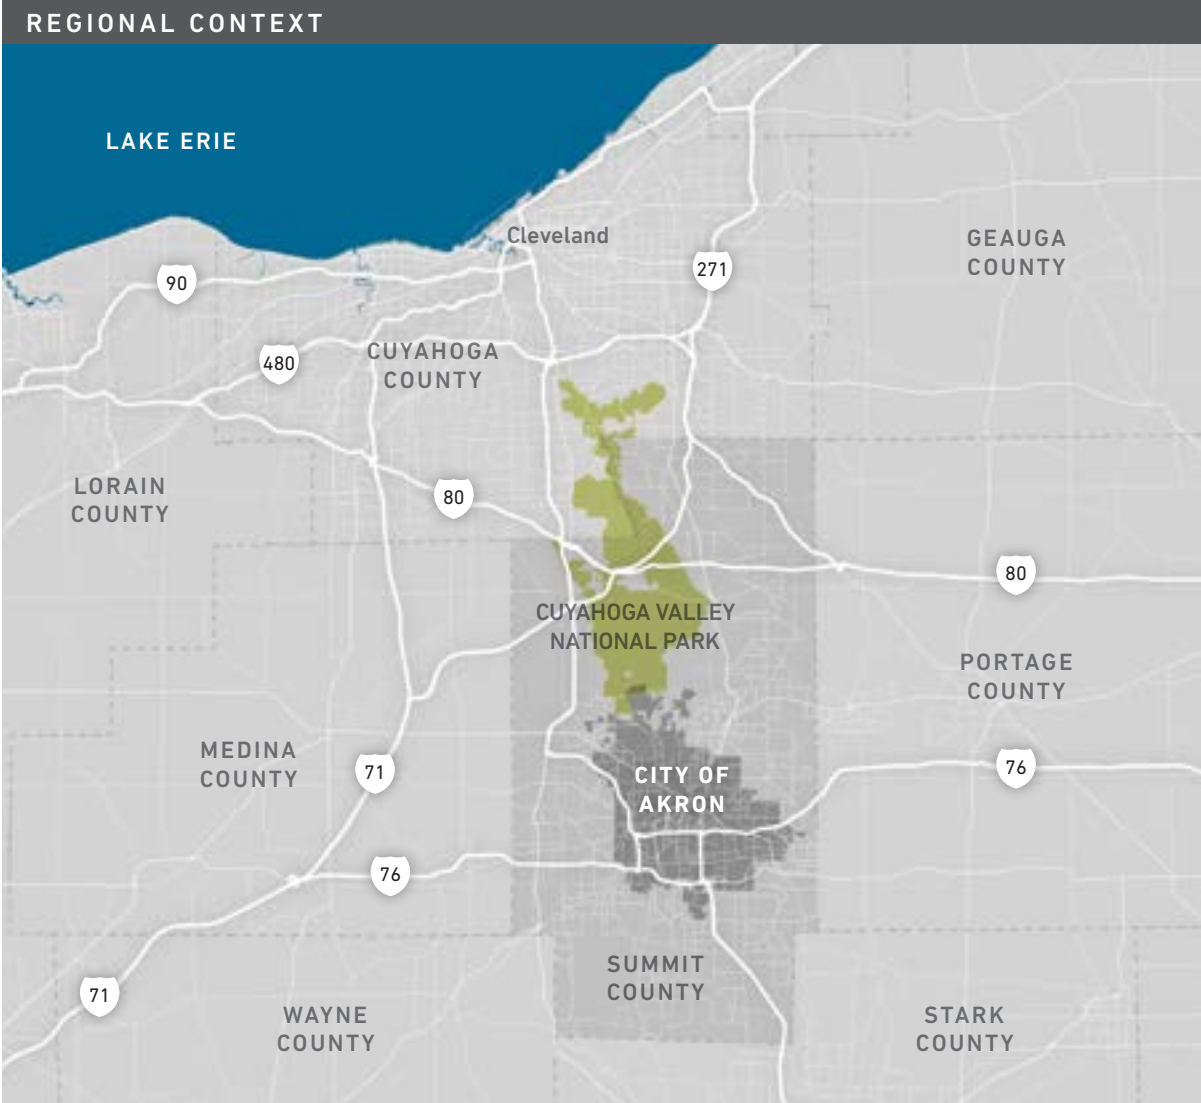 REGIONAL CONTEXT
LAKE ERIE
Cleveland
GEAUGA
COUNTY
271
90
CUYAHOGA
COUNTY
480
LORAIN
COUNTY
80
80
CUYAHOGA VALLEY
NATIONAL PARK
PORTAGE
COUNTY
MEDINA
COUNTY
71
CITY OF
AKRON
76
76
SUMMIT
COUNTY
71
WAYNE
COUNTY
STARK
COUNTY